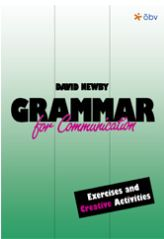 öbv
DAVID NEWBY
GRAMMAR
for Communication
Exercises and
Creative Activities